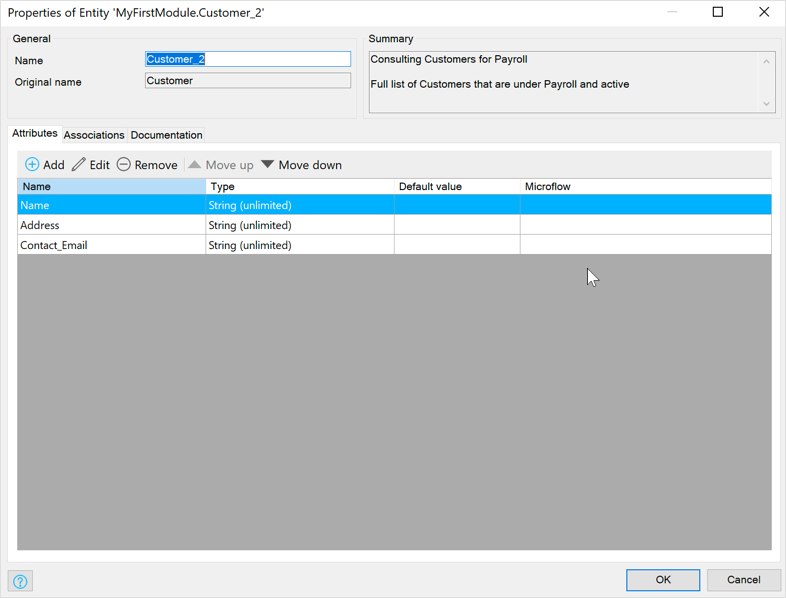 Properties of Entity 'MyFirstModule.Customer_2'
General
Name Customer_2
Original name Customer
Summary
Consulting Customers for Payroll
Full list of Customers that are under Payroll and active
Attributes Associations Documentation
Add Edit Remove Move up Move down
Name Type Default value Microflow
Name String (unlimited)
Address String (unlimited)
Contact_Email String (unlimited)
? OK Cancel